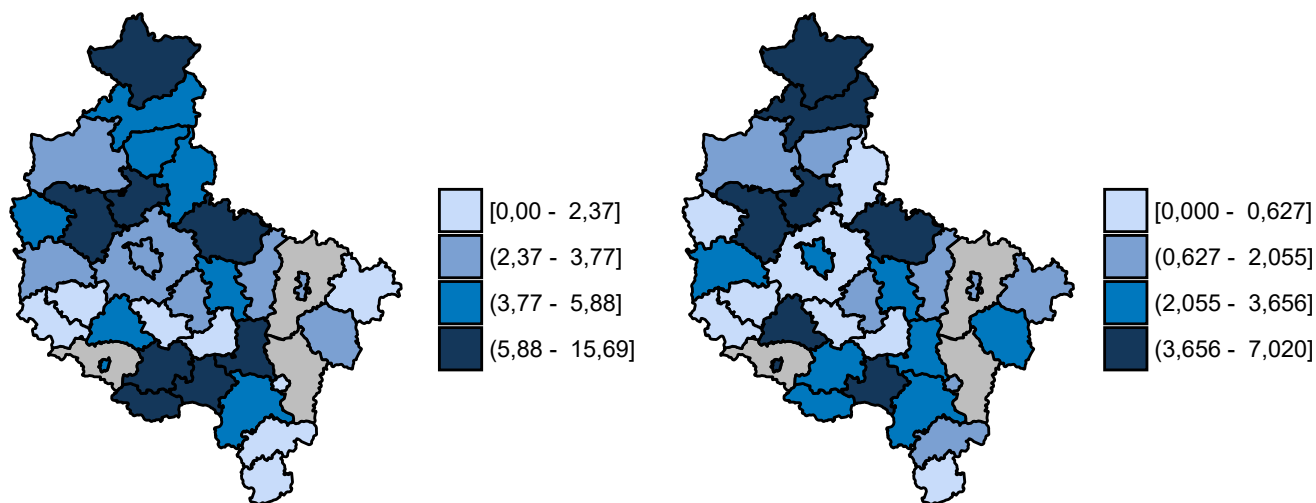 [0,00 - 2,37]
(2,37 - 3,77]
(3,77 - 5,88]
(5,88 - 15,69]
[0,000 - 0,627]
(0,627 - 2,055]
(2,055 - 3,656]
(3,656 - 7,020]